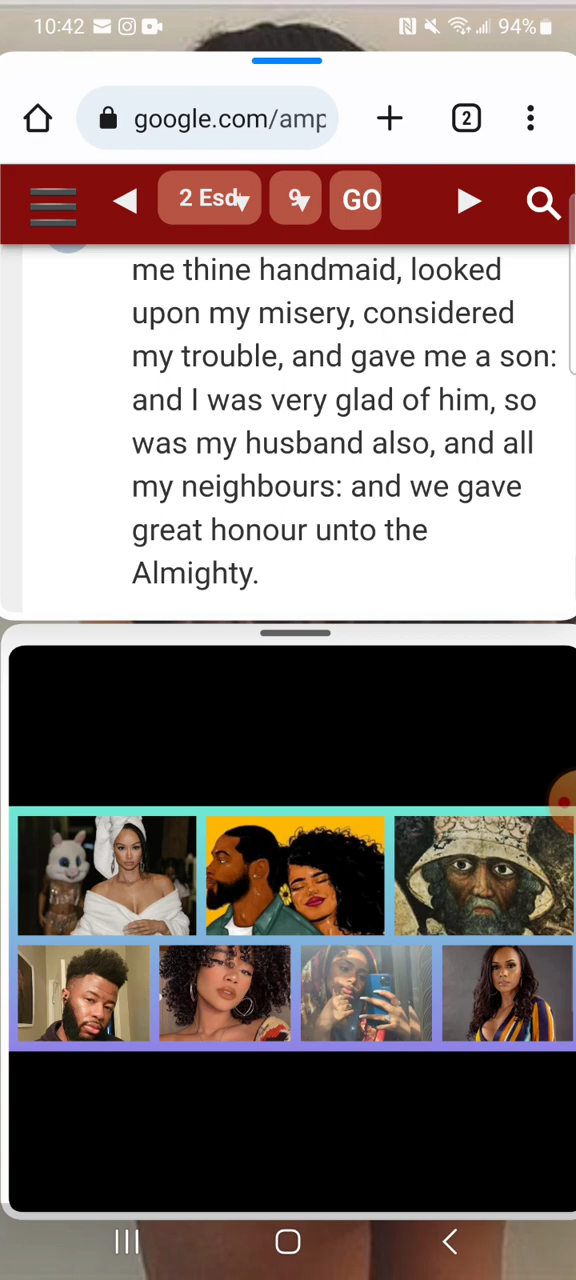 10:42 94%
google.com/amp 2
2 Esd 9 GO
me thine handmaid, looked
upon my misery, considered
my trouble, and gave me a son:
and I was very glad of him, so
was my husband also, and all
my neighbours: and we gave
great honour unto the
Almighty.